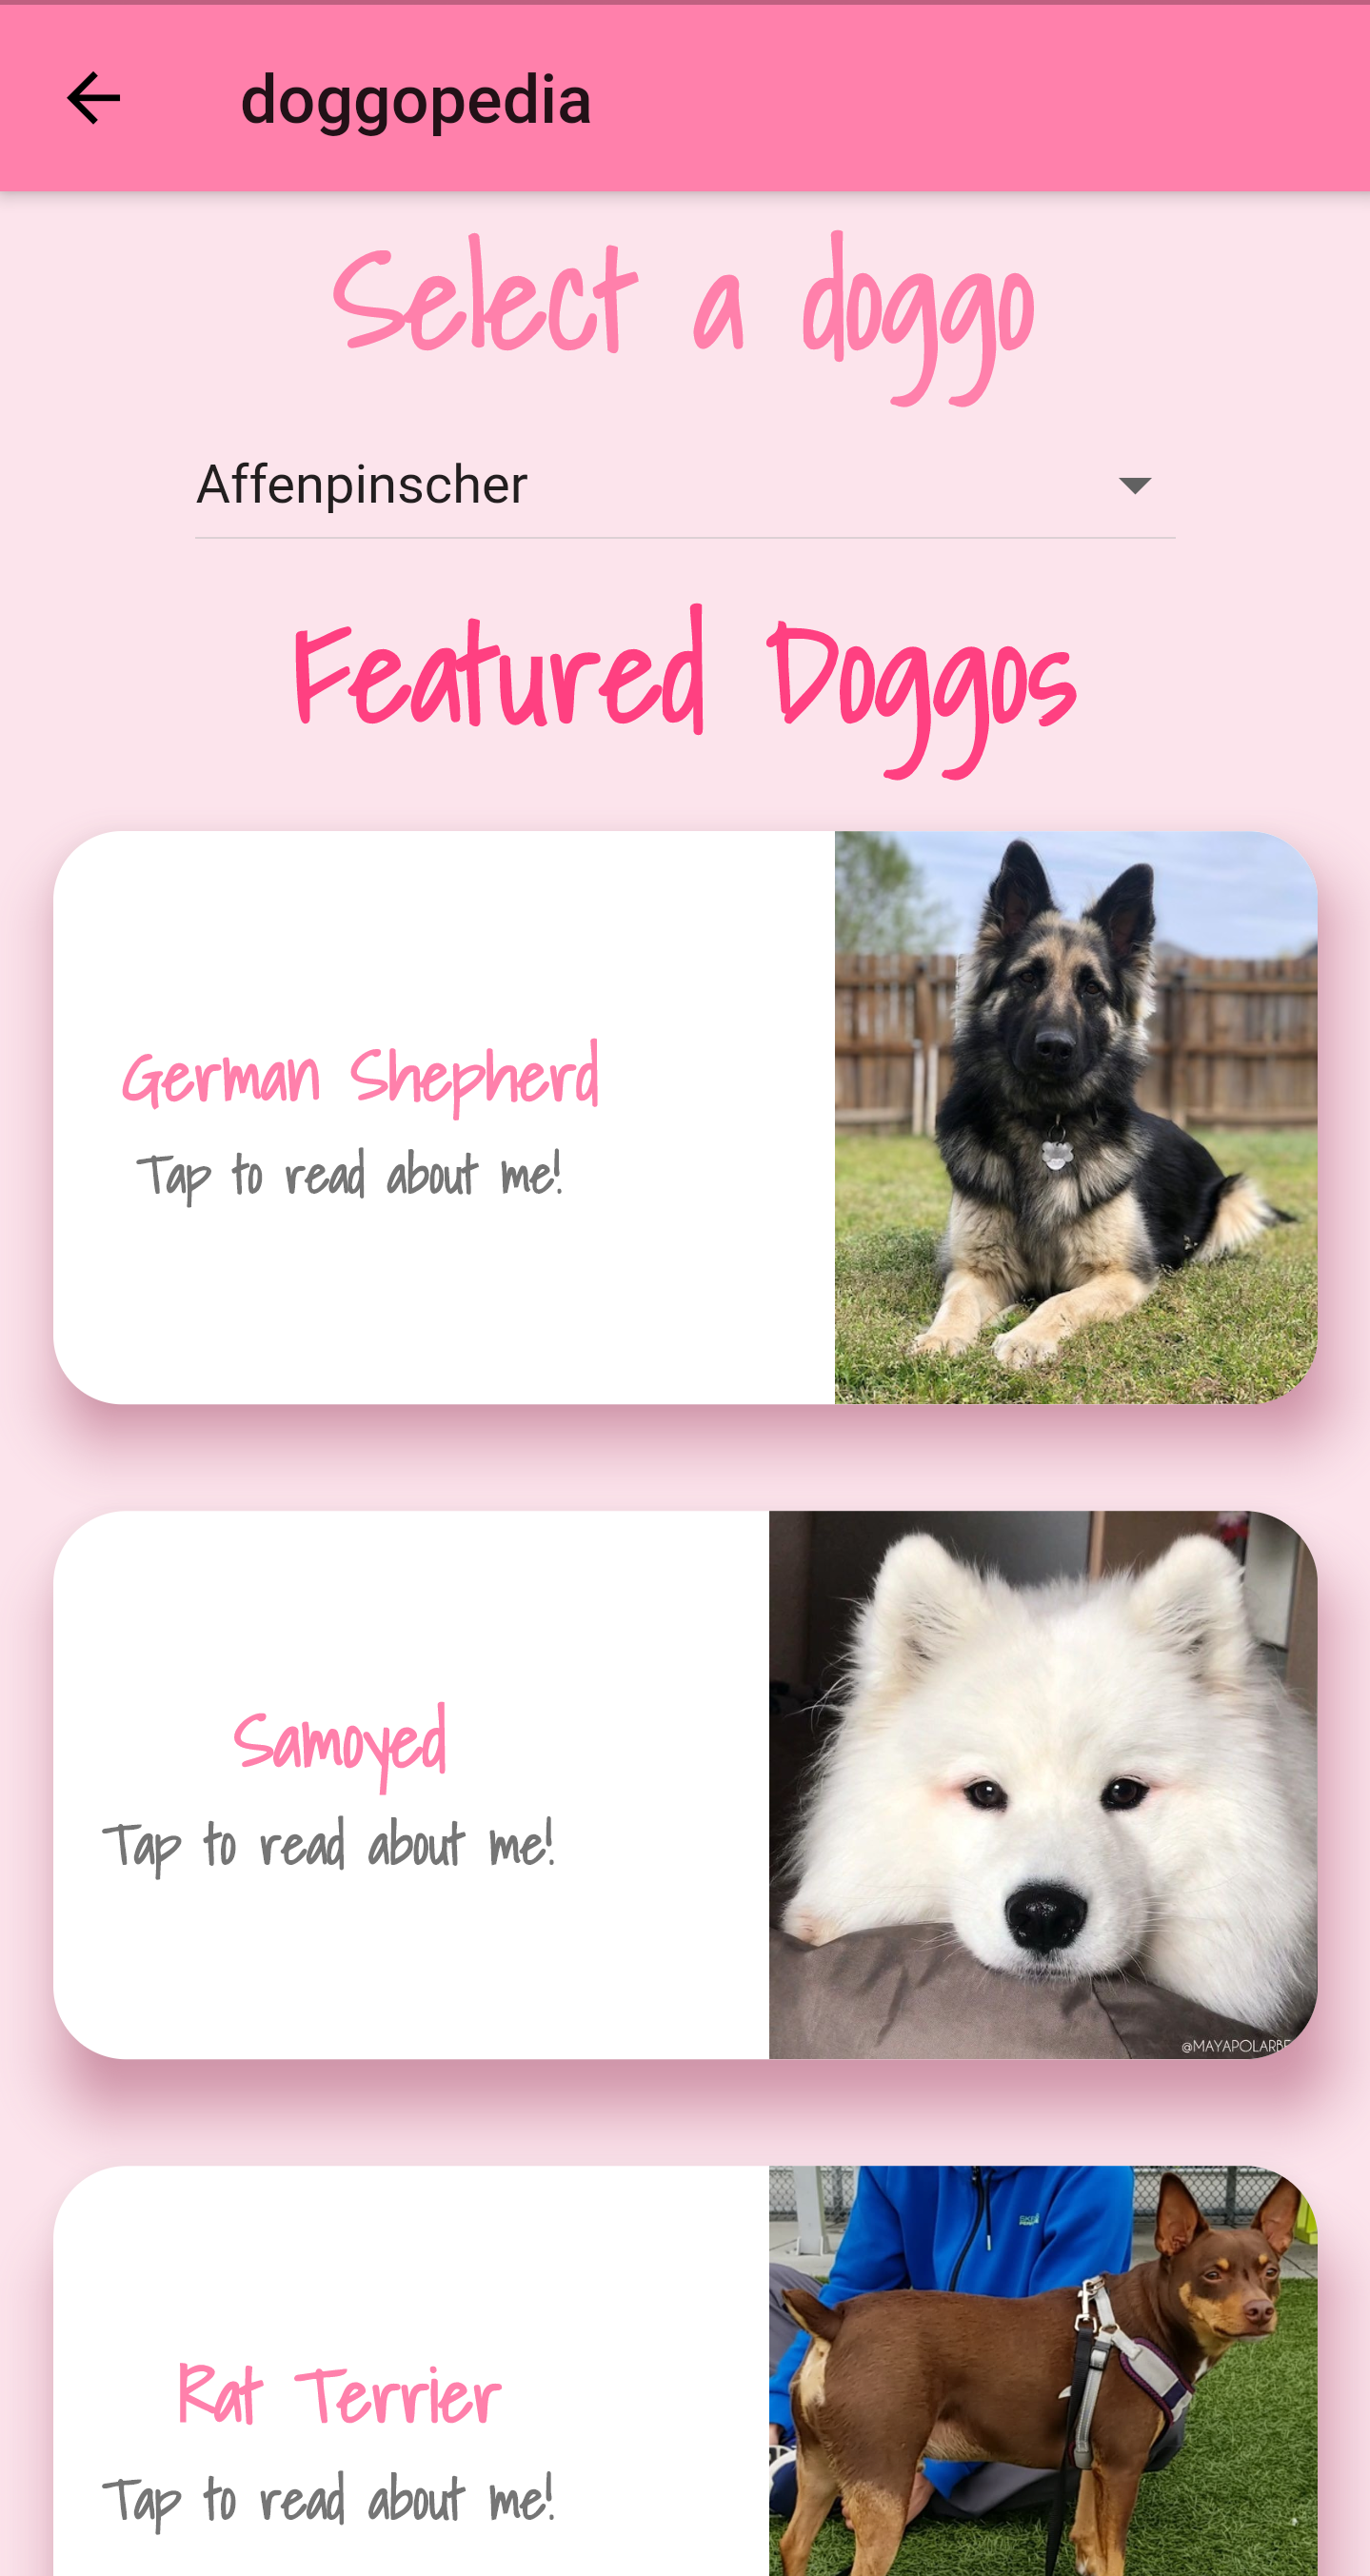 doggopedia
Select a doggo
Affenpinscher
Featured Doggos
German Shepherd
Tap to read about me!
Samoyed
Tap to read about me!
@MAYAPOLARBE
Rat Terrier
Tap to read about me!